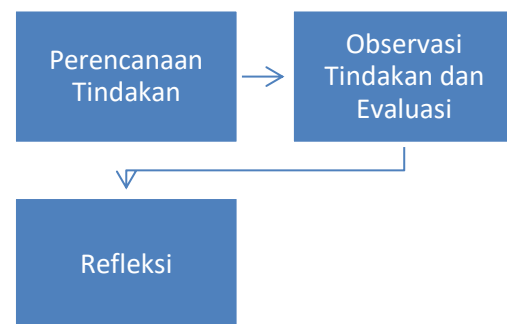 Perencanaan
Tindakan
Observasi
Tindakan dan
Evaluasi
Refleksi